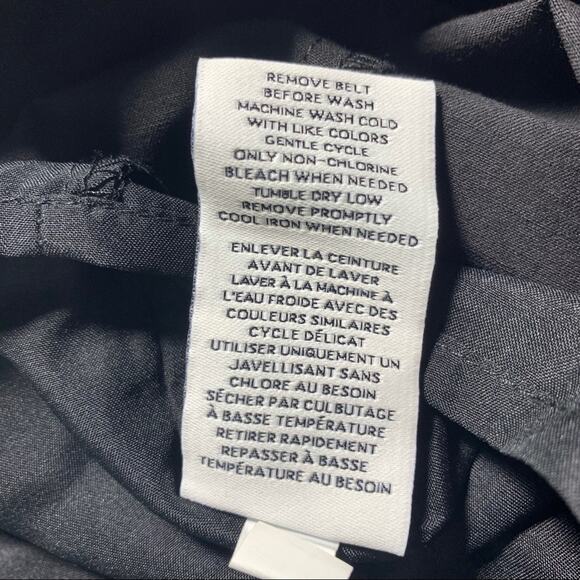 REMOVE BELT
BEFORE WASH
MACHINE WASH COLD
WITH LIKE COLORS
GENTLE CYCLE
ONLY NON-CHLORINE
BLEACH WHEN NEEDED
TUMBLE DRY LOW
REMOVE PROMPTLY
COOL IRON WHEN NEEDED
ENLEVER LA CEINTURE
AVANT DE LAVER
LAVER À LA MACHINE À
L'EAU FROIDE AVEC DES
COULEURS SIMILAIRES
CYCLE DÉLICAT
UTILISER UNIQUEMENT UN
JAVELLISANT SANS
CHLORE AU BESOIN
SÉCHER PAR CULBUTAGE
À BASSE TEMPÉRATURE
RETIRER RAPIDEMENT
REPASSER À BASSE
TEMPÉRATURE AU BESOIN